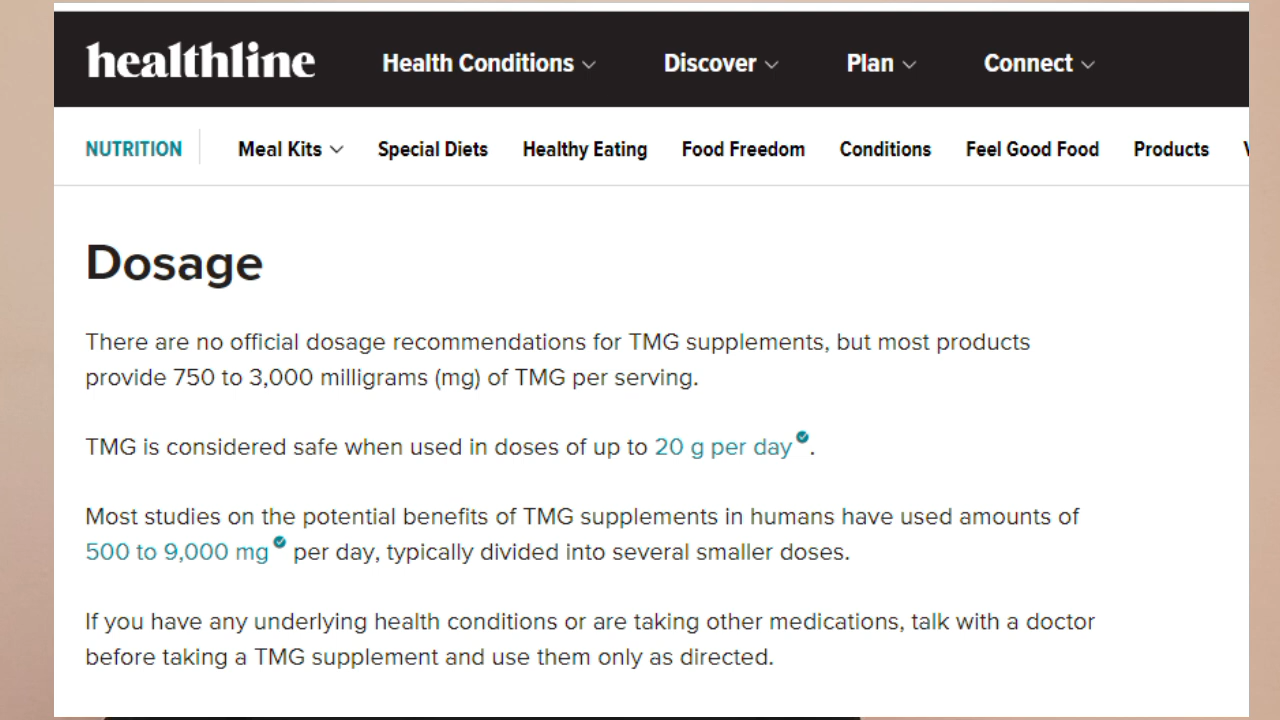 healthline Health Conditions Discover Plan Connect
NUTRITION Meal Kits Special Diets Healthy Eating Food Freedom Conditions Feel Good Food Products
Dosage
There are no official dosage recommendations for TMG supplements, but most products
provide 750 to 3,000 milligrams (mg) of TMG per serving.
TMG is considered safe when used in doses of up to 20 g per day.
Most studies on the potential benefits of TMG supplements in humans have used amounts of
500 to 9,000 mg per day, typically divided into several smaller doses.
If you have any underlying health conditions or are taking other medications, talk with a doctor
before taking a TMG supplement and use them only as directed.